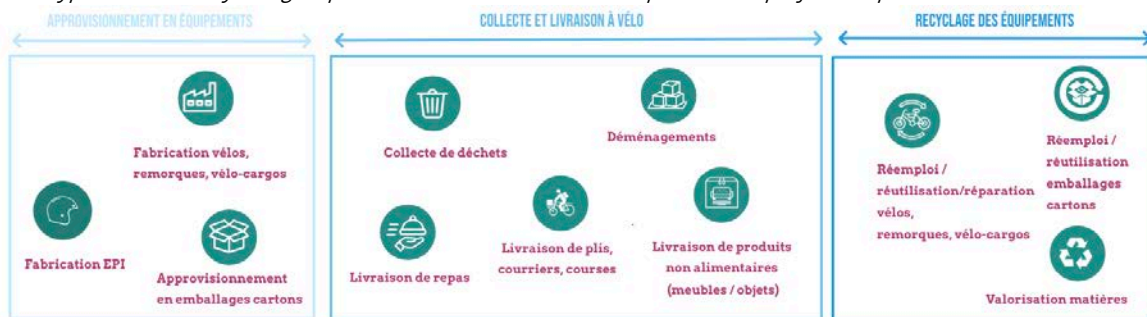 APPROVISIONNEMENT EN ÉQUIPEMENTS
COLLECTE ET LIVRAISON À VÉLO
RECYCLAGE DES ÉQUIPEMENTS
Fabrication vélos,
remorques, vélo-cargos
Fabrication EPI
Approvisionnement
en emballages cartons
Collecte de déchets
Déménagements
Livraison de repas
Livraison de plis,
courriers, courses
Livraison de produits
non alimentaires
(meubles / objets)
Réemploi /
réutilisation/réparation
vélos,
remorques, vélo-cargos
Réemploi /
réutilisation
emballages
cartons
Valorisation matières